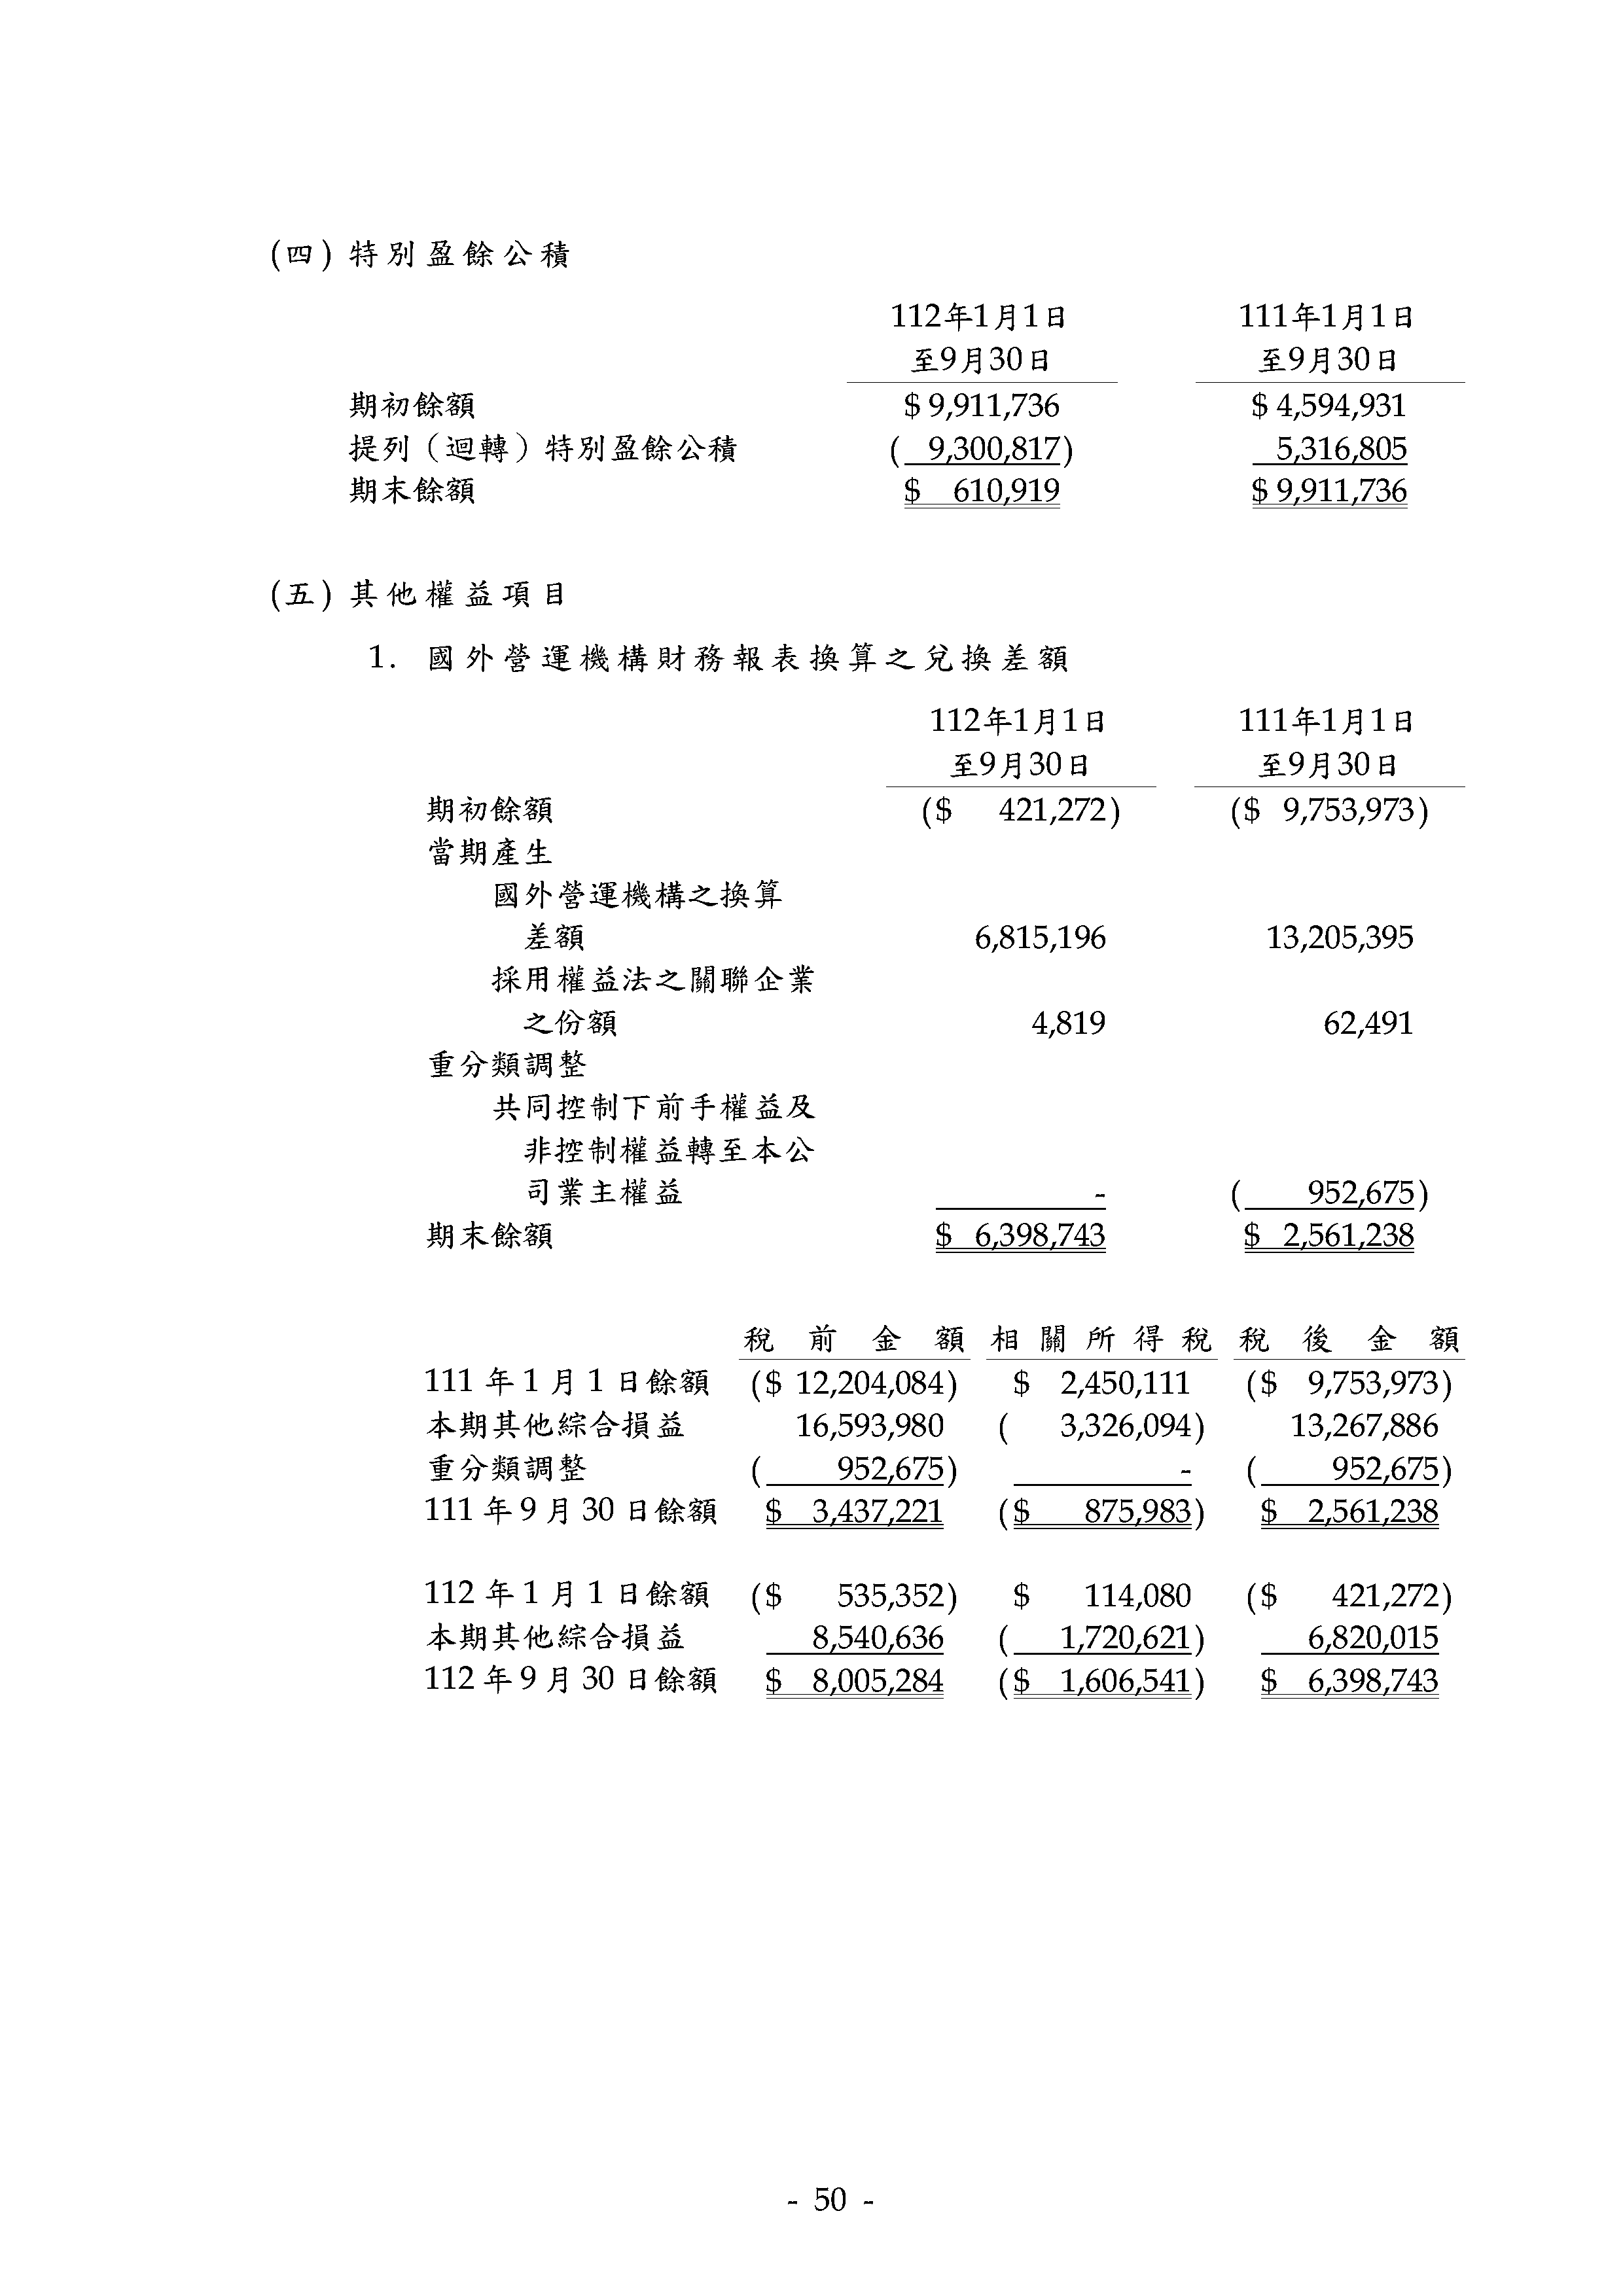 (四) 特別盈餘公積
112年1月1日 111年1月1日
至9月30日 至9月30日
期初餘額 $ 9,911,736 $ 4,594,931
提列（迴轉）特別盈餘公積 ( 9,300,817) 5,316,805
期末餘額 $ 610,919 $ 9,911,736
(五) 其他權益項目
1. 國外營運機構財務報表換算之兌換差額
112年1月1日 111年1月1日
至9月30日 至9月30日
期初餘額 ($ 421,272) ($ 9,753,973)
當期產生
國外營運機構之換算
差額 6,815,196 13,205,395
採用權益法之關聯企業
之份額 4,819 62,491
重分類調整
共同控制下前手權益及
非控制權益轉至本公
司業主權益 - ( 952,675)
期末餘額 $ 6,398,743 $ 2,561,238
稅前金額 相關所得稅 稅後金額
111 年 1 月 1 日餘額 ($ 12,204,084) $ 2,450,111 ($ 9,753,973)
本期其他綜合損益 16,593,980 ( 3,326,094) 13,267,886
重分類調整 ( 952,675) - ( 952,675)
111 年 9 月 30 日餘額 $ 3,437,221 ($ 875,983) $ 2,561,238
112 年 1 月 1 日餘額 ($ 535,352) $ 114,080 ($ 421,272)
本期其他綜合損益 8,540,636 ( 1,720,621) 6,820,015
112 年 9 月 30 日餘額 $ 8,005,284 ($ 1,606,541) $ 6,398,743
- 50 -